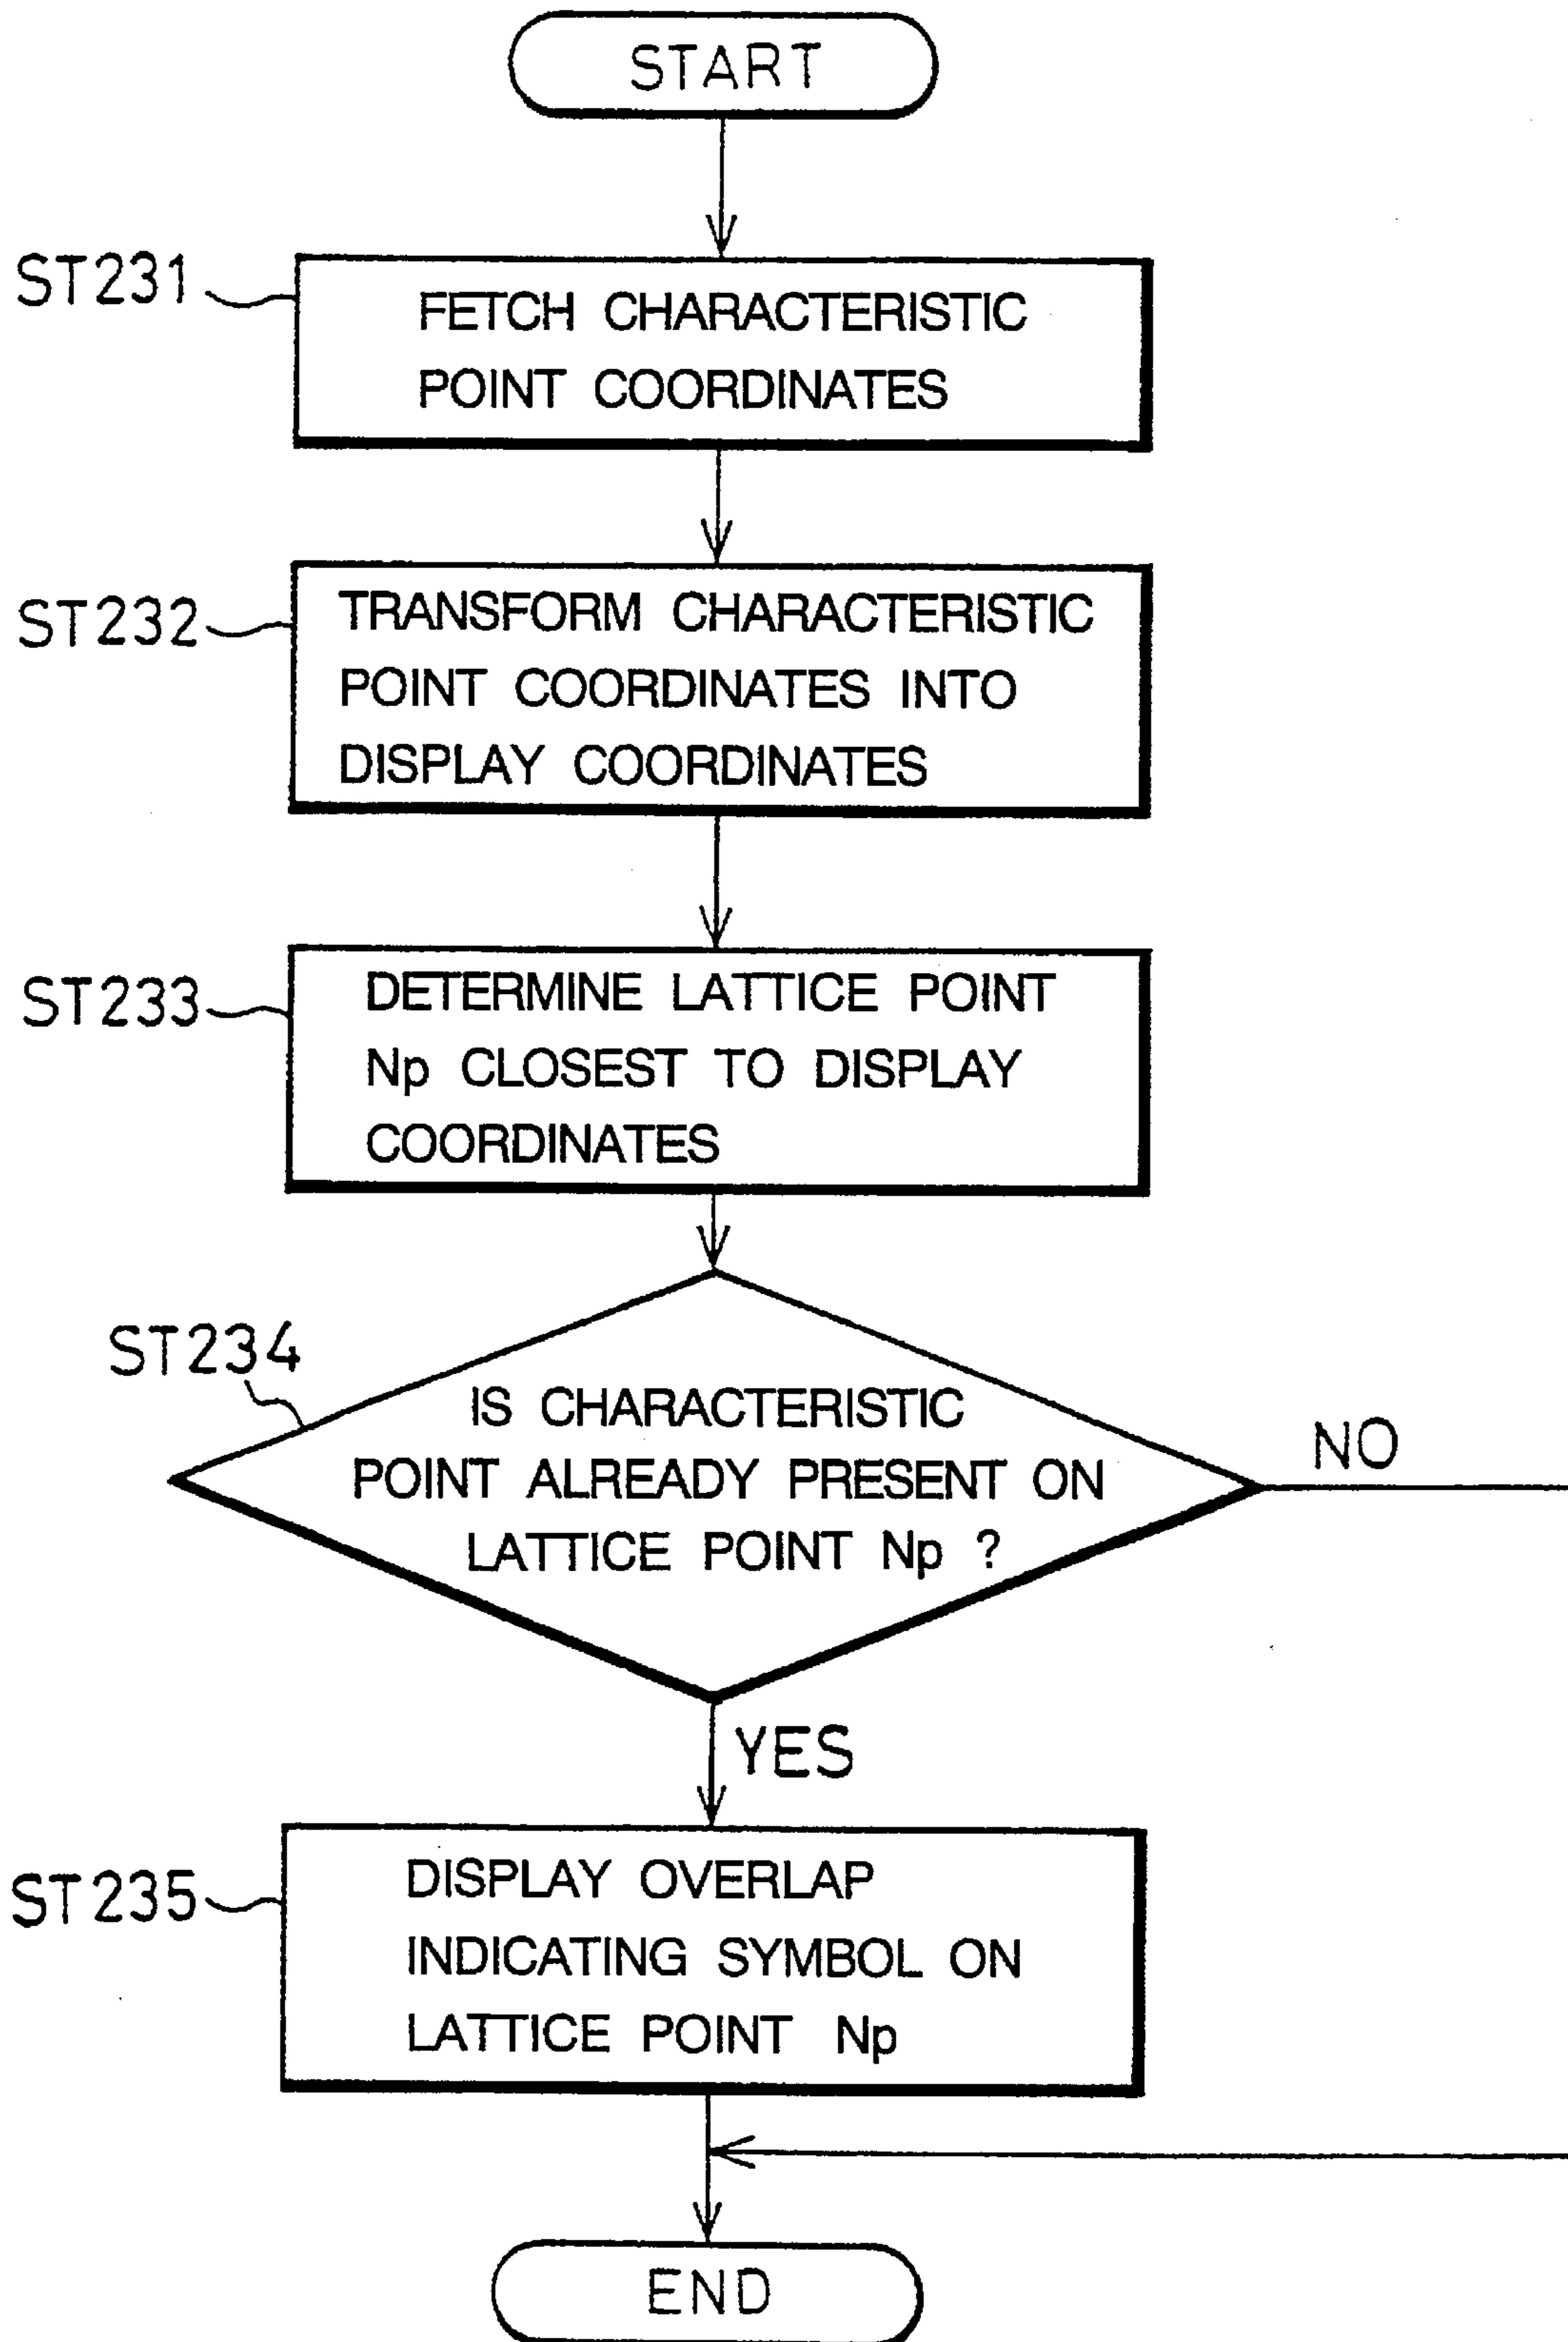 START
ST231
FETCH CHARACTERISTIC
POINT COORDINATES
ST232
TRANSFORM CHARACTERISTIC
POINT COORDINATES INTO
DISPLAY COORDINATES
ST233
DETERMINE LATTICE POINT
Np CLOSEST TO DISPLAY
COORDINATES
ST234
IS CHARACTERISTIC
POINT ALREADY PRESENT ON
LATTICE POINT Np ?
NO
YES
ST235
DISPLAY OVERLAP
INDICATING SYMBOL ON
LATTICE POINT Np
END